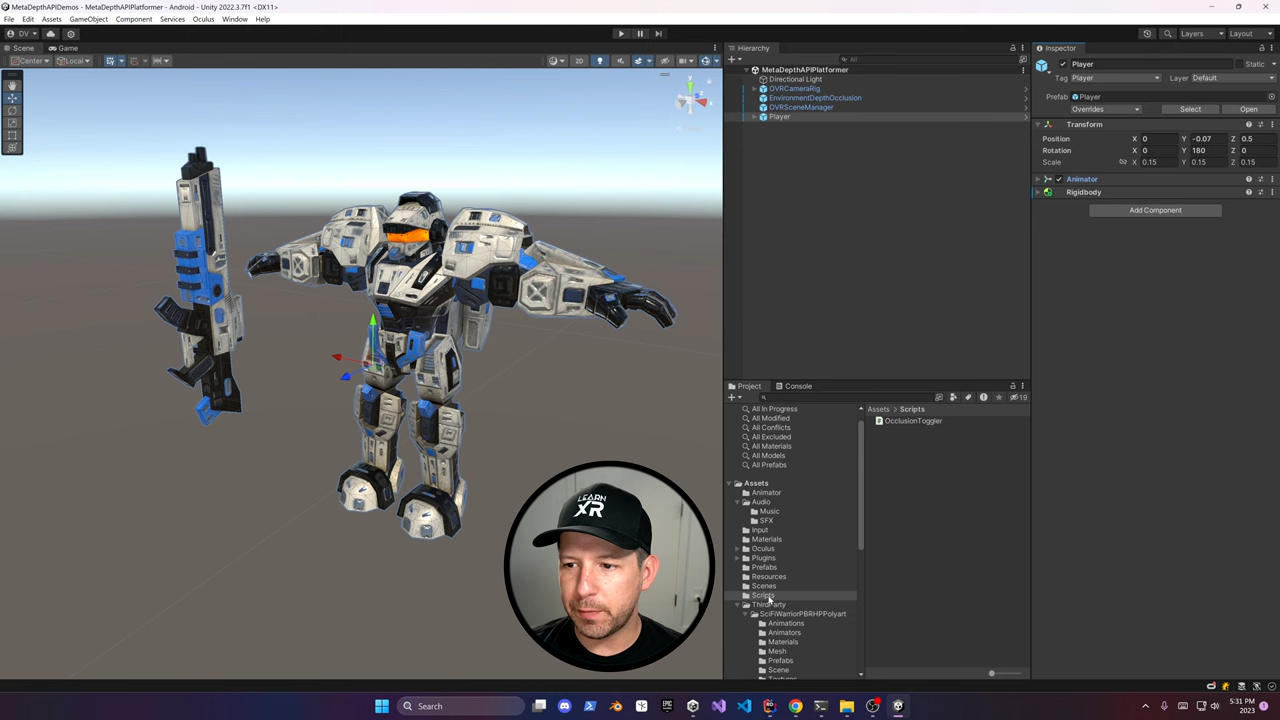 MetaDepthAPIDemos - MetaDepthAPIPlatformer - Android - Unity 2022.3.7f1 <DX11>
File Edit Assets GameObject Component Services Oculus Window Help
DV Layers Layout
Scene Game
Center Local 2D
Hierarchy
All
MetaDepthAPIPlatformer
Directional Light
OVRCameraRig
EnvironmentDepthOcclusion
OVRSceneManager
Player
Inspector
Player Static
Tag Player Layer Default
Prefab Player
Overrides Select Open
Transform
Position X 0 Y -0.07 Z 0.5
Rotation X 0 Y 180 Z 0
Scale X 0.15 Y 0.15 Z 0.15
Animator
Rigidbody
Add Component
Project Console
19
All In Progress
All Modified
All Conflicts
All Excluded
All Materials
All Models
All Prefabs
Assets
Animator
Audio
Music
SFX
Input
Materials
Oculus
Plugins
Prefabs
Resources
Scenes
Scripts
ThirdParty
SciFiWarriorPBRHPPolyart
Animations
Animators
Materials
Mesh
Prefabs
Scene
Textures
Assets > Scripts
OcclusionToggler
LEARN
XR
Search
5:31 PM
2023